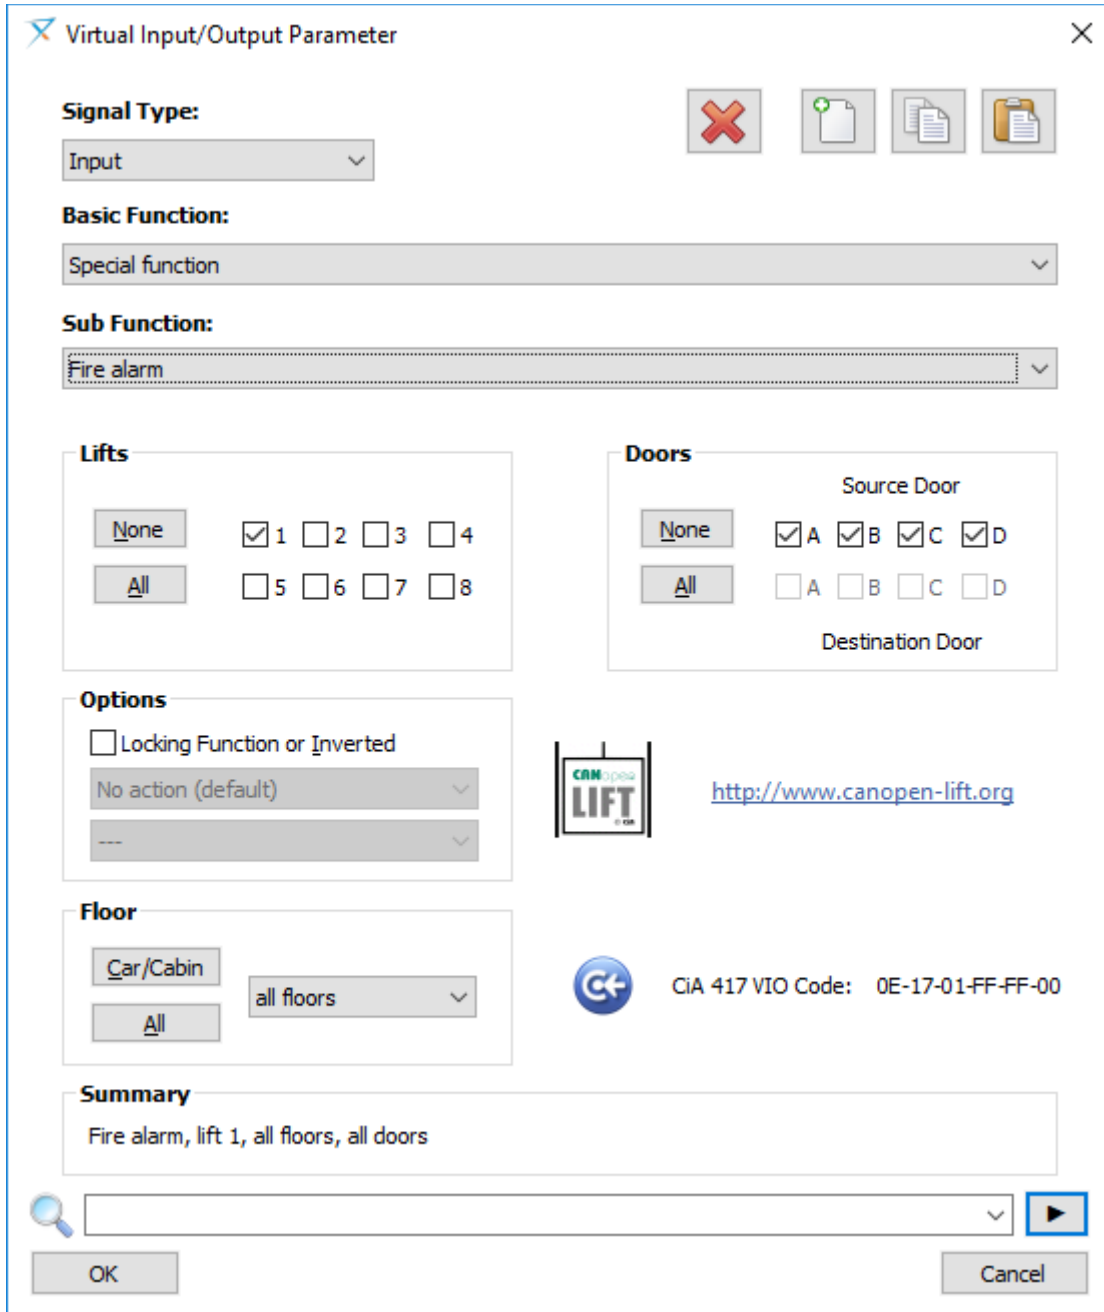 Virtual Input/Output Parameter
Signal Type:
Input
Basic Function:
Special function
Sub Function:
Fire alarm
Lifts
None
1 2 3 4
All
5 6 7 8
Doors
Source Door
None
A B C D
All
A B C D
Destination Door
Options
Locking Function or Inverted
No action (default)
---
CANopen
LIFT
© CiA
http://www.canopen-lift.org
Floor
Car/Cabin
all floors
All
CiA 417 VIO Code: 0E-17-01-FF-FF-00
Summary
Fire alarm, lift 1, all floors, all doors
OK
Cancel